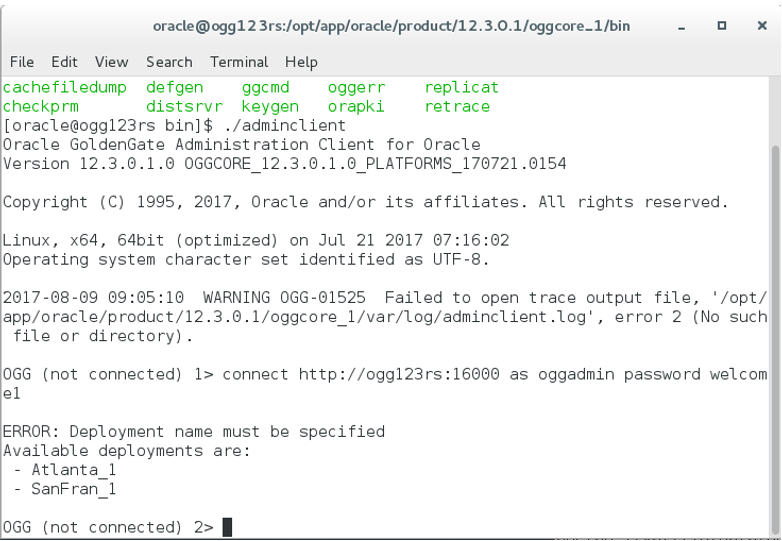 oracle@ogg123rs:/opt/app/oracle/product/12.3.0.1/oggcore_1/bin
File Edit View Search Terminal Help
cachefiledump defgen ggcmd oggerr replicat
checkprm distsrvr keygen orapki retrace
[oracle@ogg123rs bin]$ ./adminclient
Oracle GoldenGate Administration Client for Oracle
Version 12.3.0.1.0 OGGCORE_12.3.0.1.0_PLATFORMS_170721.0154
Copyright (C) 1995, 2017, Oracle and/or its affiliates. All rights reserved.
Linux, x64, 64bit (optimized) on Jul 21 2017 07:16:02
Operating system character set identified as UTF-8.
2017-08-09 09:05:10 WARNING OGG-01525 Failed to open trace output file, '/opt/
app/oracle/product/12.3.0.1/oggcore_1/var/log/adminclient.log', error 2 (No such
file or directory).
OGG (not connected) 1> connect http://ogg123rs:16000 as oggadmin password welcom
e1
ERROR: Deployment name must be specified
Available deployments are:
- Atlanta_1
- SanFran_1
OGG (not connected) 2>